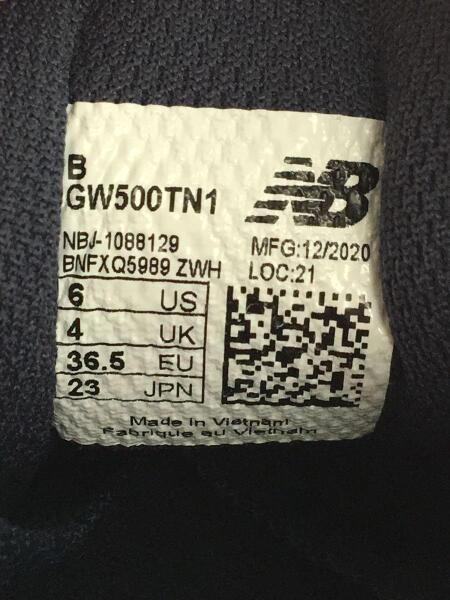 B
GW500TN1
NB
NBJ-1088129
BNFXQ5989 ZWH
MFG:12/2020
LOC:21
6 US
4 UK
36.5 EU
23 JPN
Made in Vietnam
Fabriqué au Vietnam